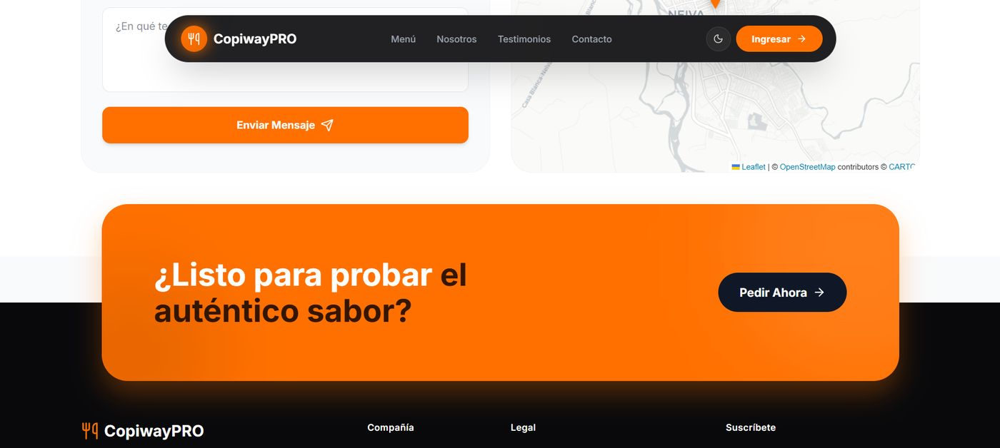 ¿En qué te
CopiwayPRO
Menú
Nosotros
Testimonios
Contacto
Ingresar
NEIVA
Casa Blanca-Neiva
Enviar Mensaje
Leaflet | © OpenStreetMap contributors © CARTO
¿Listo para probar el
auténtico sabor?
Pedir Ahora
CopiwayPRO
Compañía
Legal
Suscríbete